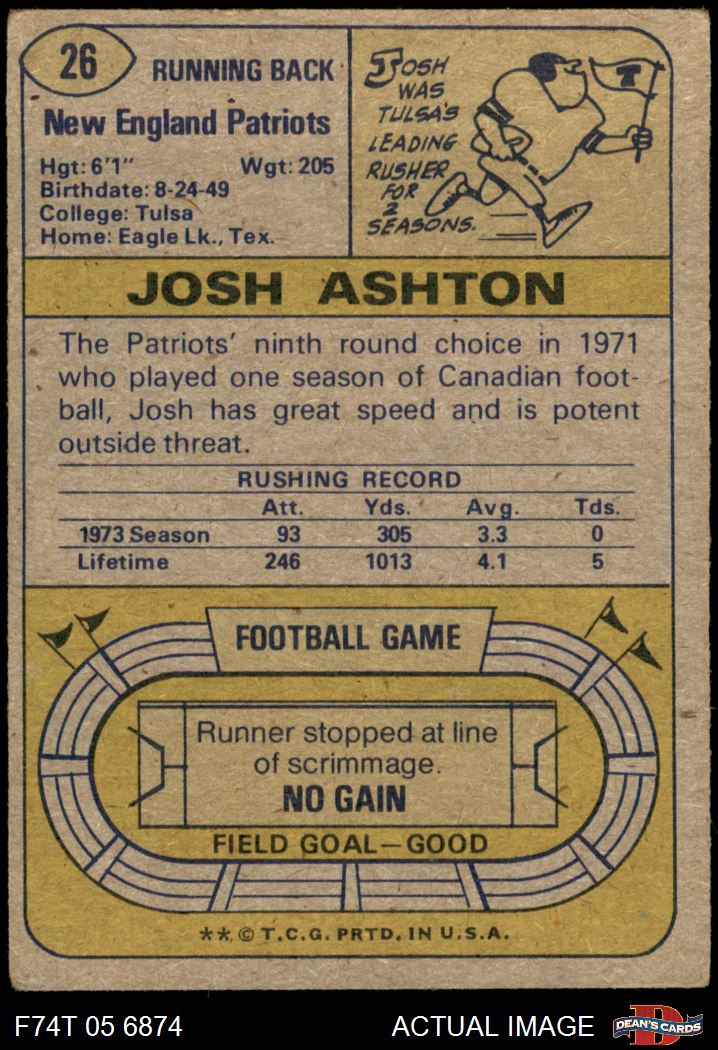 26
RUNNING BACK
New England Patriots
Hgt: 6'1" Wgt: 205
Birthdate: 8-24-49
College: Tulsa
Home: Eagle Lk., Tex.
JOSH
WAS
TULSA'S
LEADING
RUSHER
FOR
2
SEASONS.
T
JOSH ASHTON
The Patriots' ninth round choice in 1971
who played one season of Canadian foot-
ball, Josh has great speed and is potent
outside threat.
RUSHING RECORD
Att. Yds. Avg. Tds.
1973 Season 93 305 3.3 0
Lifetime 246 1013 4.1 5
FOOTBALL GAME
Runner stopped at line
of scrimmage.
NO GAIN
FIELD GOAL—GOOD
** © T.C.G. PRTD. IN U.S.A.
F74T 05 6874 ACTUAL IMAGE
D
DEAN'S CARDS